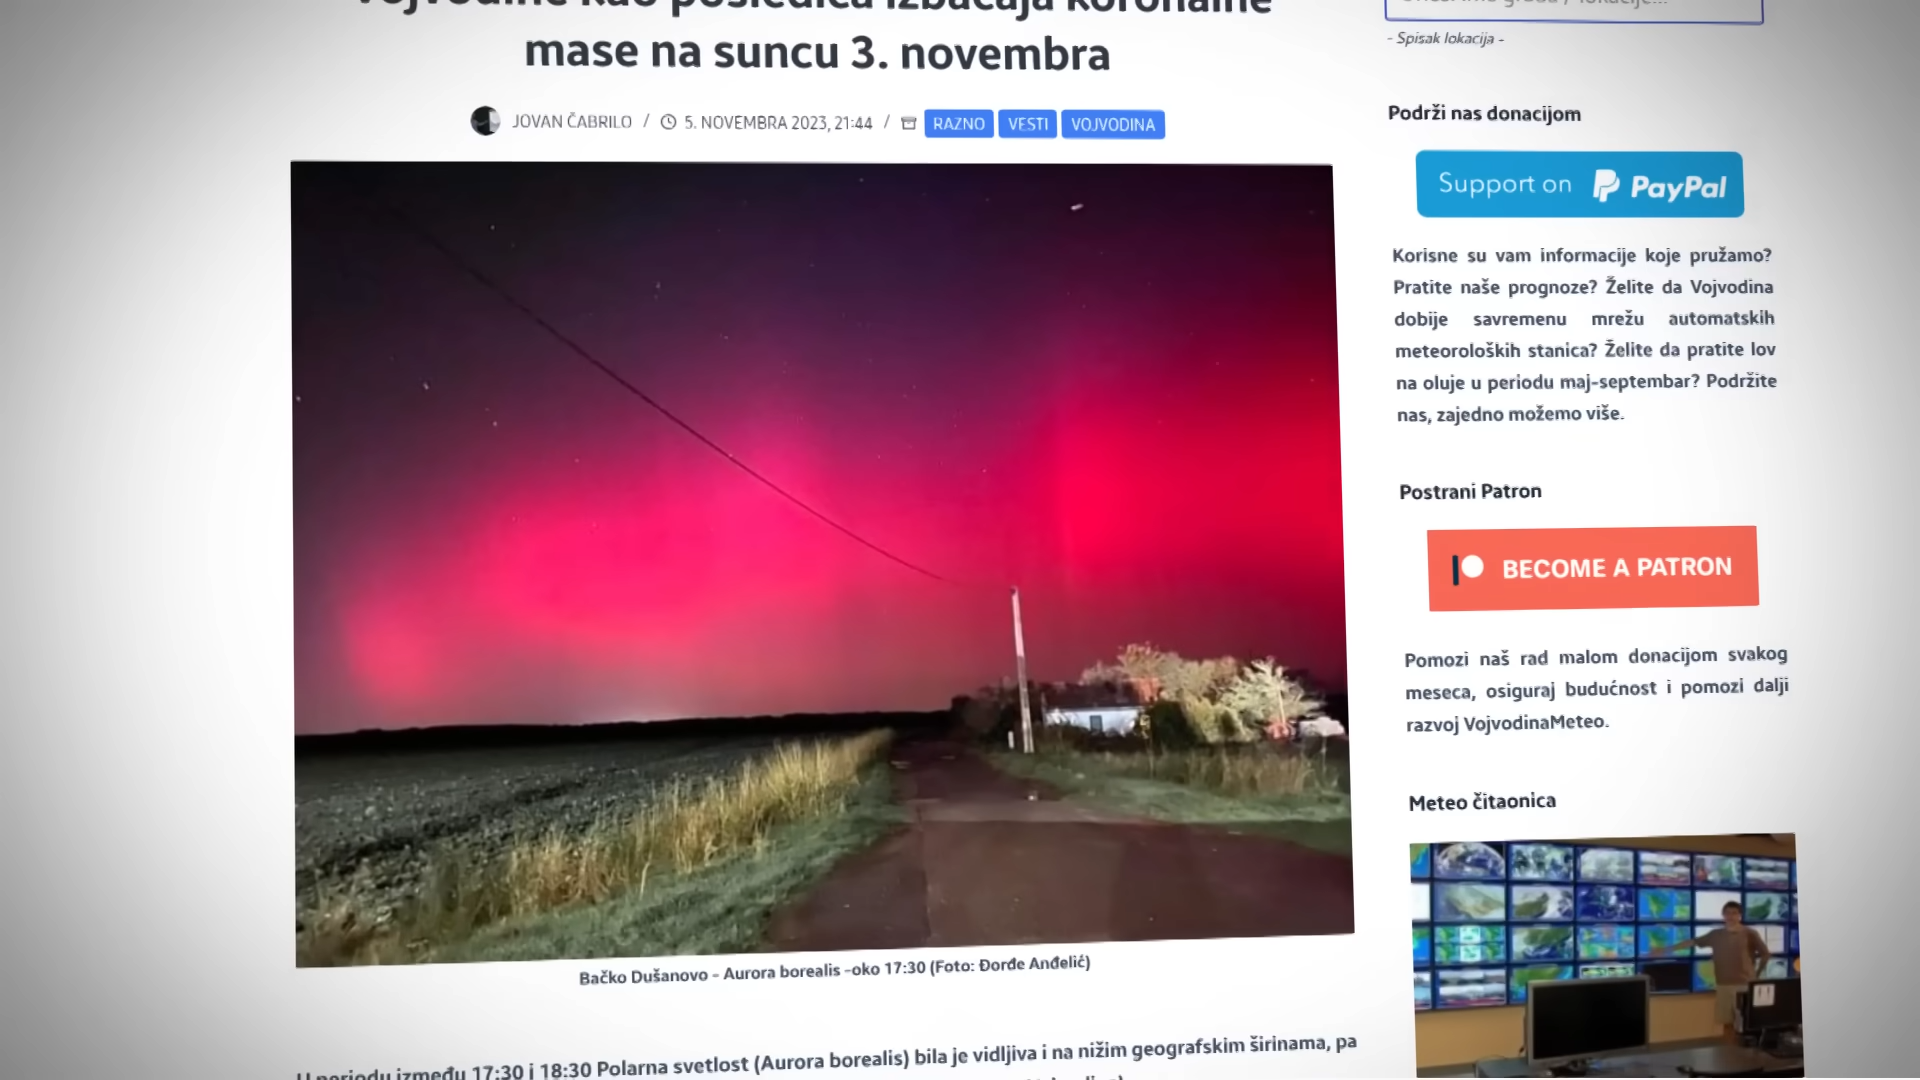 Vojvodine kao posledica izbačaja koronalne
mase na suncu 3. novembra
JOVAN ČABRILO / 5. NOVEMBRA 2023, 21:44 / RAZNO VESTI VOJVODINA
Bačko Dušanovo – Aurora borealis –oko 17:30 (Foto: Đorđe Anđelić)
U periodu između 17:30 i 18:30 Polarna svetlost (Aurora borealis) bila je vidljiva i na nižim geografskim širinama, pa
- Spisak lokacija -
Podrži nas donacijom
Support on PayPal
Korisne su vam informacije koje pružamo?
Pratite naše prognoze? Želite da Vojvodina
dobije savremenu mrežu automatskih
meteoroloških stanica? Želite da pratite lov
na oluje u periodu maj-septembar? Podržite
nas, zajedno možemo više.
Postrani Patron
BECOME A PATRON
Pomozi naš rad malom donacijom svakog
meseca, osiguraj budućnost i pomozi dalji
razvoj VojvodinaMeteo.
Meteo čitaonica